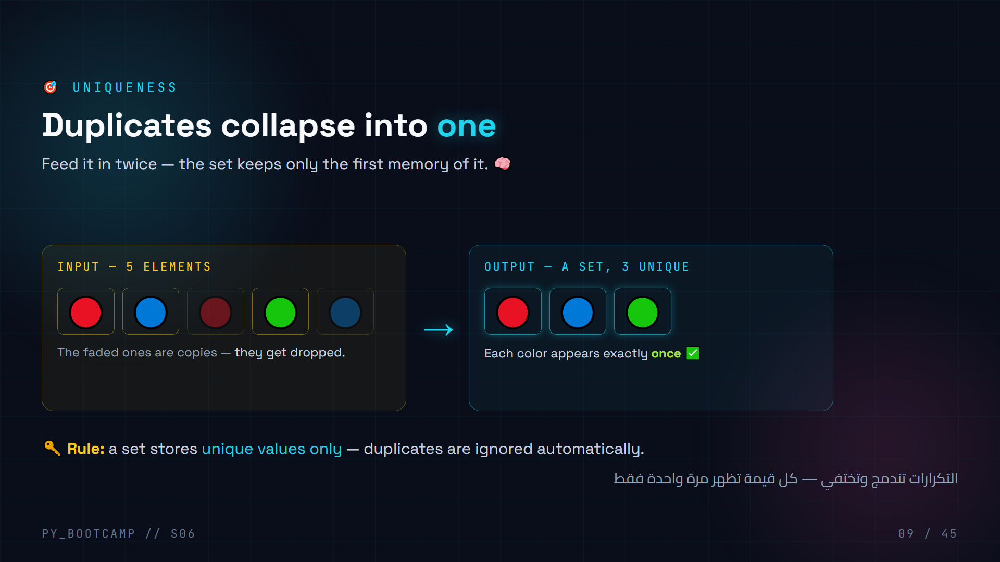 🎯 UNIQUENESS
Duplicates collapse into one
Feed it in twice — the set keeps only the first memory of it. 🧠
INPUT — 5 ELEMENTS
The faded ones are copies — they get dropped.
→
OUTPUT — A SET, 3 UNIQUE
Each color appears exactly once ✅
🔑 Rule: a set stores unique values only — duplicates are ignored automatically.
التكرارات تندمج وتختفي — كل قيمة تظهر مرة واحدة فقط
PY_BOOTCAMP // S06
09 / 45